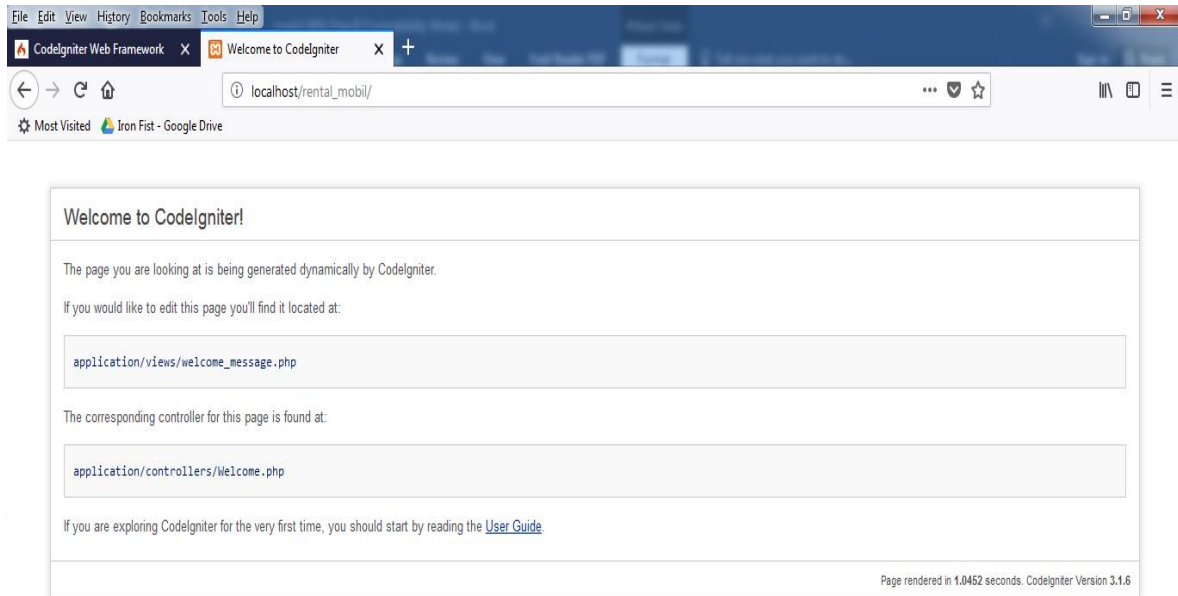 File Edit View History Bookmarks Tools Help
CodeIgniter Web Framework X Welcome to CodeIgniter X +
localhost/rental_mobil/
Most Visited Iron Fist - Google Drive
Welcome to CodeIgniter!
The page you are looking at is being generated dynamically by CodeIgniter.
If you would like to edit this page you'll find it located at:
application/views/welcome_message.php
The corresponding controller for this page is found at:
application/controllers/Welcome.php
If you are exploring CodeIgniter for the very first time, you should start by reading the User Guide.
Page rendered in 1.0452 seconds. CodeIgniter Version 3.1.6